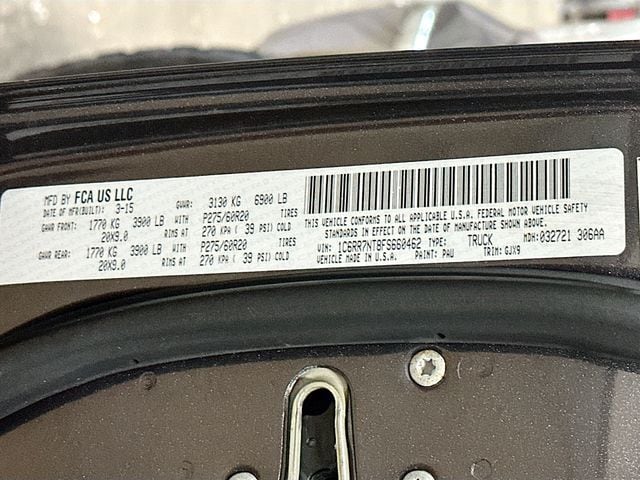 MFD BY FCA US LLC
DATE OF MFR(BUILT): 3-15 GVWR: 3130 KG 6900 LB
GAWR FRONT: 1770 KG 3900 LB WITH P275/60R20 TIRES
20X9.0 RIMS AT 270 KPA ( 39 PSI) COLD
GAWR REAR: 1770 KG 3900 LB WITH P275/60R20 TIRES
20X9.0 RIMS AT 270 KPA ( 39 PSI) COLD
THIS VEHICLE CONFORMS TO ALL APPLICABLE U.S.A. FEDERAL MOTOR VEHICLE SAFETY
STANDARDS IN EFFECT ON THE DATE OF MANUFACTURE SHOWN ABOVE.
VIN: 1C6RR7NT8FS660462 TYPE: TRUCK MDH: 032721 306AA
VEHICLE MADE IN U.S.A. PAINT: PAU TRIM: GJX9